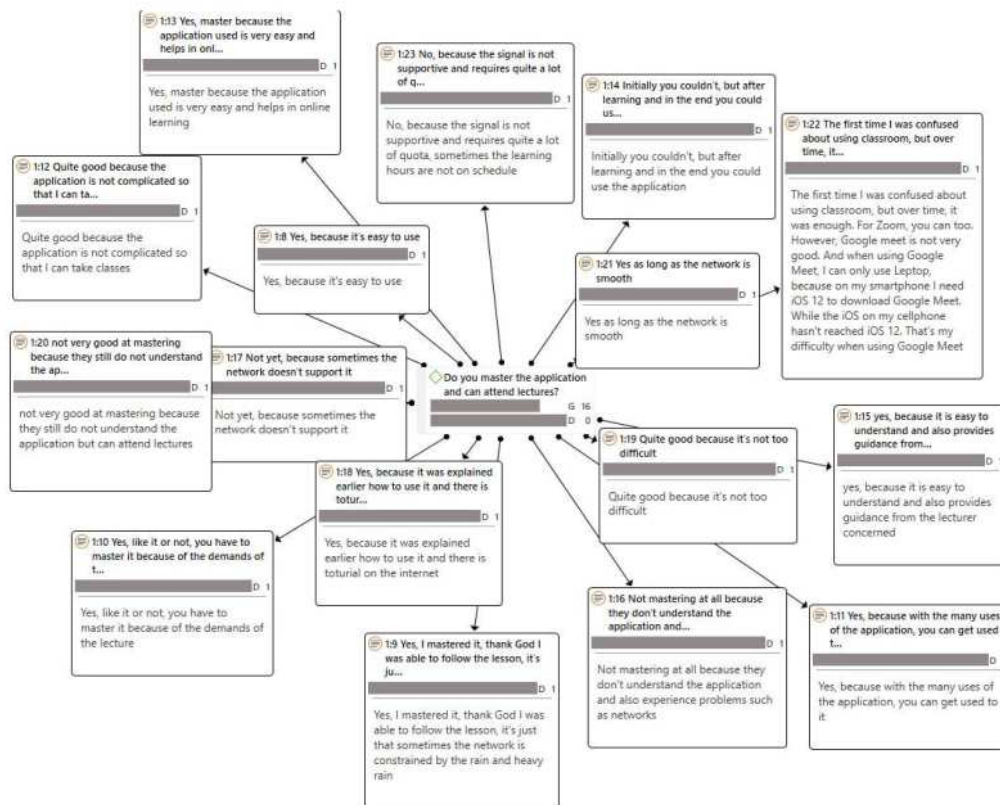 1:13 Yes, master because the
application used is very easy and
helps in onl...
D 1
Yes, master because the application
used is very easy and helps in online
learning
1:23 No, because the signal is not
supportive and requires quite a lot
of q...
D 1
No, because the signal is not
supportive and requires quite a lot
of quota, sometimes the learning
hours are not on schedule
1:14 Initially you couldn't, but after
learning and in the end you could
us...
D 1
Initially you couldn't, but after
learning and in the end you could
use the application
1:22 The first time I was confused
about using classroom, but over
time, it...
D 1
The first time I was confused about
using classroom, but over time, it
was enough. For Zoom, you can too.
However, Google meet is not very
good. And when using Google
Meet, I can only use Leptop,
because on my smartphone I need
iOS 12 to download Google Meet.
While the iOS on my cellphone
hasn't reached iOS 12. That's my
difficulty when using Google Meet
1:12 Quite good because the
application is not complicated so
that I can ta...
D 1
Quite good because the
application is not complicated so
that I can take classes
1:8 Yes, because it's easy to use
D 1
Yes, because it's easy to use
1:21 Yes as long as the network is
smooth
D 1
Yes as long as the network is
smooth
1:20 not very good at mastering
because they still do not understand
the ap...
D 1
not very good at mastering because
they still do not understand the
application but can attend lectures
1:17 Not yet, because sometimes the
network doesn't support it
D 1
Not yet, because sometimes the
network doesn't support it
Do you master the application
and can attend lectures?
G 16
D 0
1:19 Quite good because it's not too
difficult
D 1
Quite good because it's not too
difficult
1:15 yes, because it is easy to
understand and also provides
guidance from...
D 1
yes, because it is easy to
understand and also provides
guidance from the lecturer
concerned
1:18 Yes, because it was explained
earlier how to use it and there is
totur...
D 1
Yes, because it was explained
earlier how to use it and there is
toturial on the internet
1:10 Yes, like it or not, you have to
master it because of the demands of
t...
D 1
Yes, like it or not, you have to
master it because of the demands of
the lecture
1:16 Not mastering at all because
they don't understand the
application and...
D 1
Not mastering at all because they
don't understand the application
and also experience problems such
as networks
1:11 Yes, because with the many uses
of the application, you can get used
t...
D
Yes, because with the many uses of
the application, you can get used to
it
1:9 Yes, I mastered it, thank God I
was able to follow the lesson, it's
ju...
D 1
Yes, I mastered it, thank God I was
able to follow the lesson, it's just
that sometimes the network is
constrained by the rain and heavy
rain